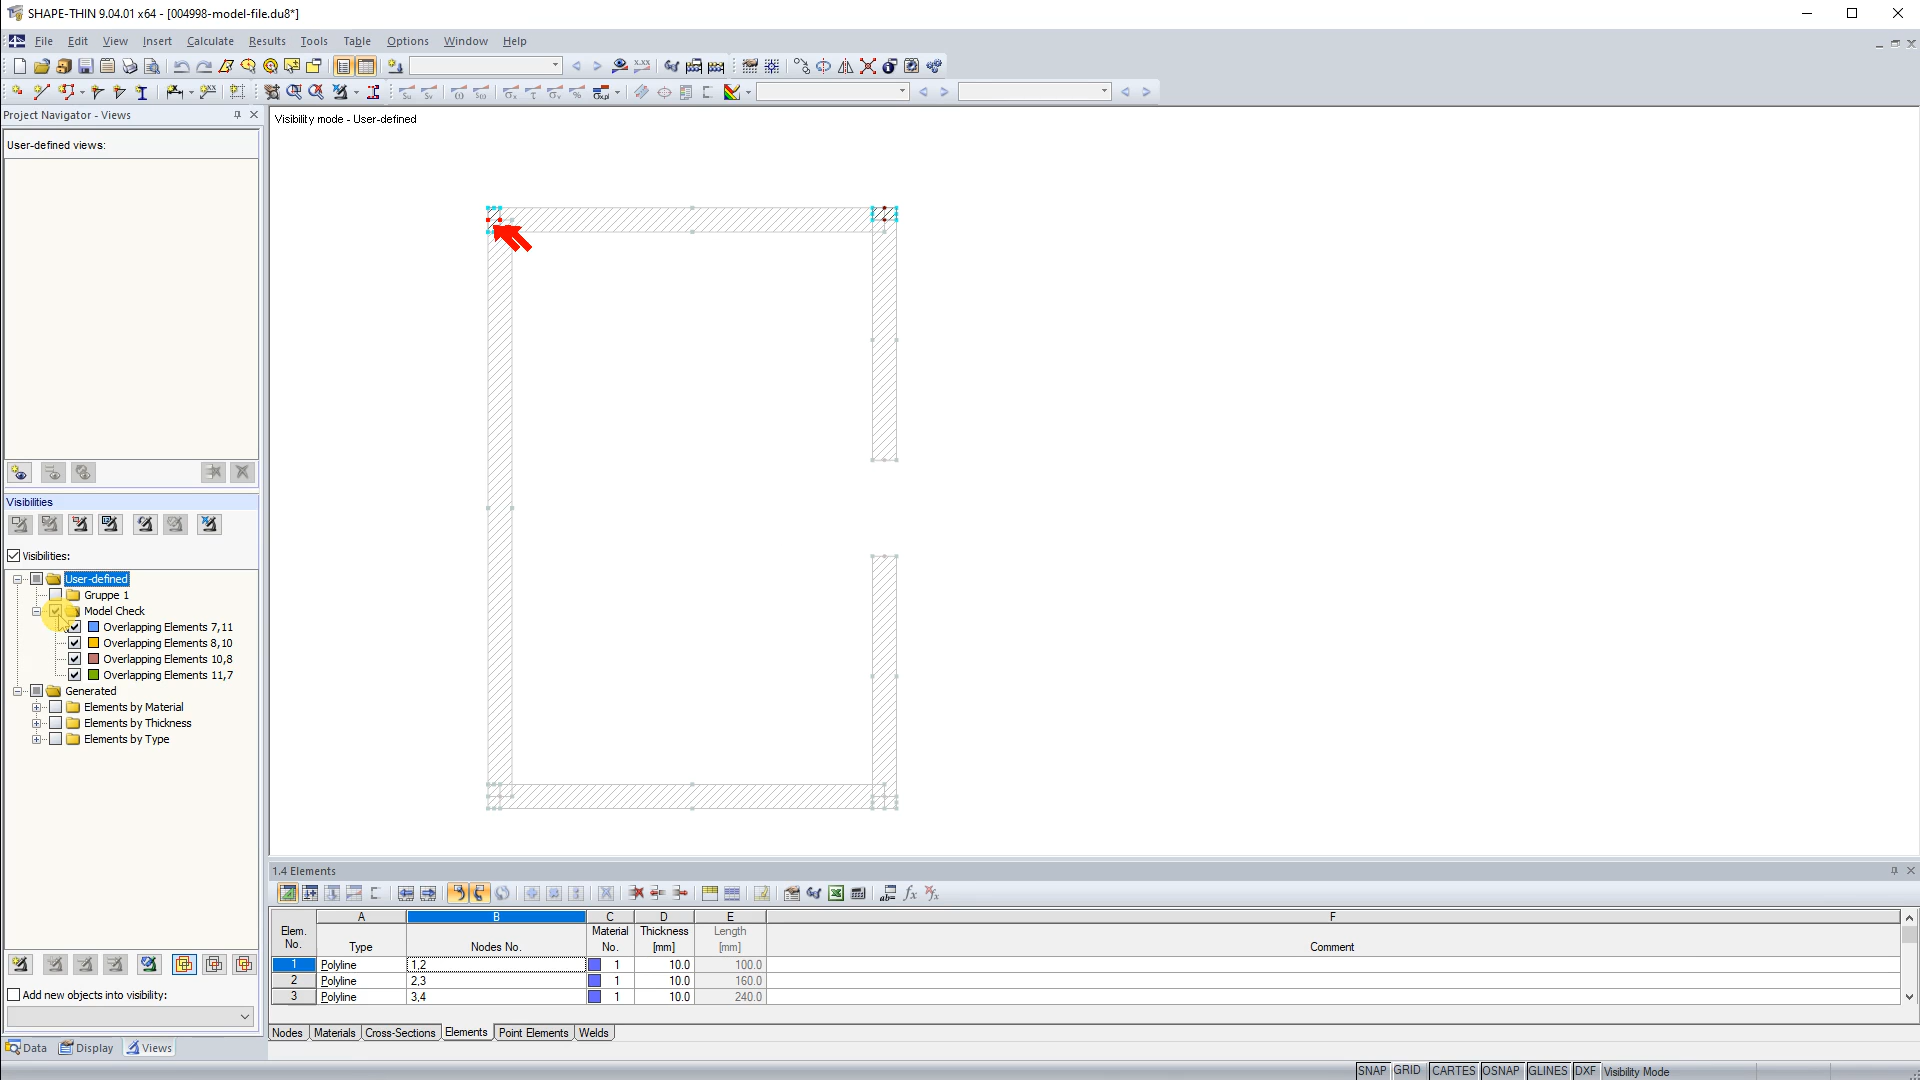 SHAPE-THIN 9.04.01 x64 - [004998-model-file.du8*]
File Edit View Insert Calculate Results Tools Table Options Window Help
Project Navigator - Views
Visibility mode - User-defined
User-defined views:
Visibilities
Visibilities:
User-defined
Gruppe 1
Model Check
Overlapping Elements 7,11
Overlapping Elements 8,10
Overlapping Elements 10,8
Overlapping Elements 11,7
Generated
Elements by Material
Elements by Thickness
Elements by Type
Add new objects into visibility:
Data Display Views
1.4 Elements
A B C D E F
Elem. No. Type Nodes No. Material No. Thickness [mm] Length [mm] Comment
1 Polyline 1,2 1 10.0 100.0
2 Polyline 2,3 1 10.0 160.0
3 Polyline 3,4 1 10.0 240.0
Nodes Materials Cross-Sections Elements Point Elements Welds
SNAP GRID CARTES OSNAP GLINES DXF Visibility Mode